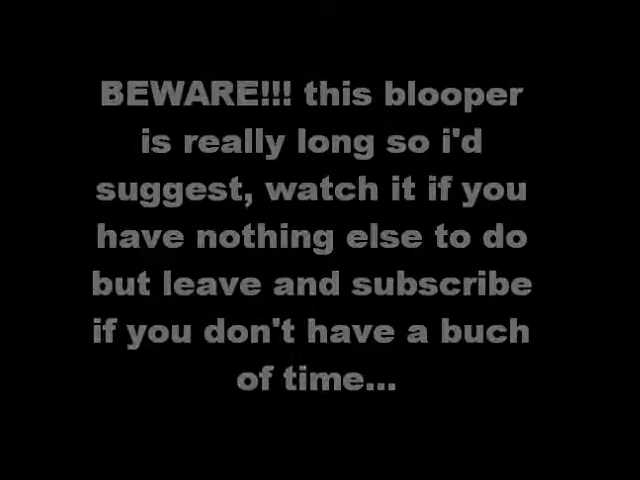 BEWARE!!! this blooper
is really long so i'd
suggest, watch it if you
have nothing else to do
but leave and subscribe
if you don't have a buch
of time...